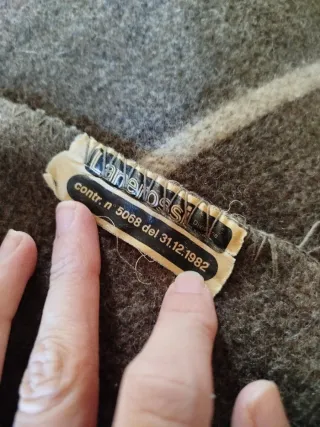 Lanerossi
contr. n° 5068 del 31.12.1982